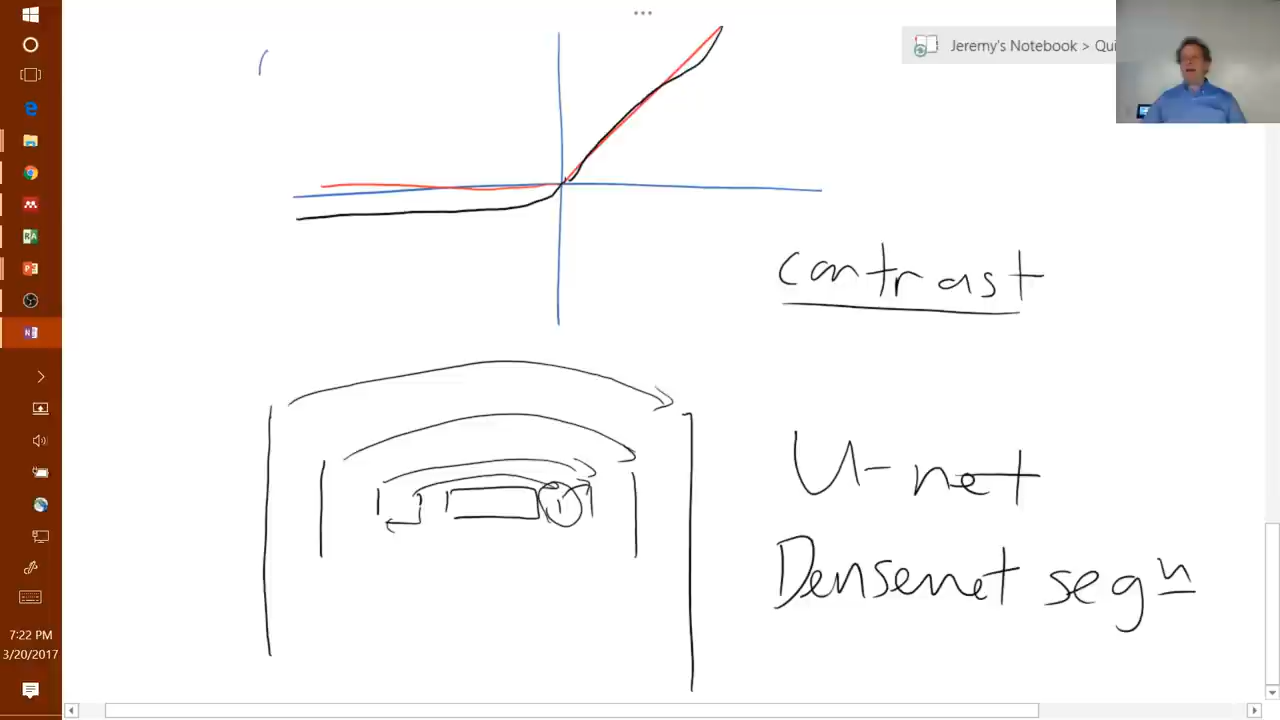 Jeremy's Notebook > Qui
contrast
U-net
Densenet segn
7:22 PM
3/20/2017